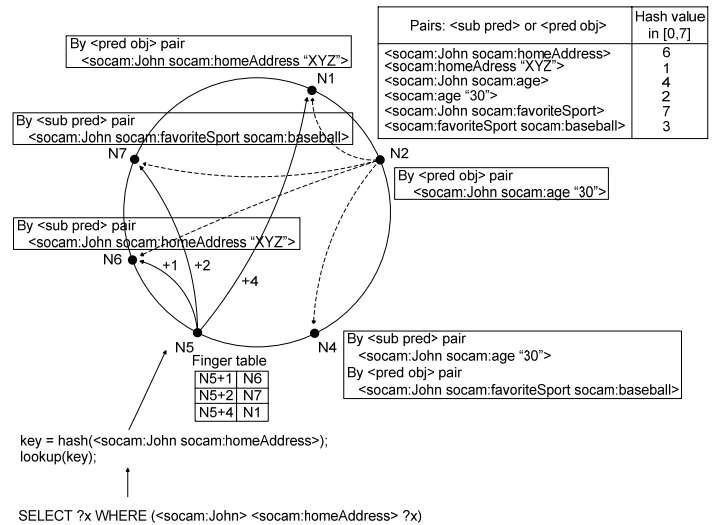 By <pred obj> pair
<socam:John socam:homeAddress “XYZ”>
N1
Pairs: <sub pred> or <pred obj>
Hash value
in [0,7]
<socam:John socam:homeAddress> 6
<socam:homeAdress “XYZ”> 1
<socam:John socam:age> 4
<socam:age “30”> 2
<socam:John socam:favoriteSport> 7
<socam:favoriteSport socam:baseball> 3
By <sub pred> pair
<socam:John socam:favoriteSport socam:baseball>
N7
N2
By <pred obj> pair
<socam:John socam:age “30”>
By <sub pred> pair
<socam:John socam:homeAddress “XYZ”>
N6
+1
+2
+4
N5
N4
By <sub pred> pair
<socam:John socam:age “30”>
By <pred obj> pair
<socam:John socam:favoriteSport socam:baseball>
Finger table
N5+1 N6
N5+2 N7
N5+4 N1
key = hash(<socam:John socam:homeAddress>);
lookup(key);
SELECT ?x WHERE (<socam:John> <socam:homeAddress> ?x)